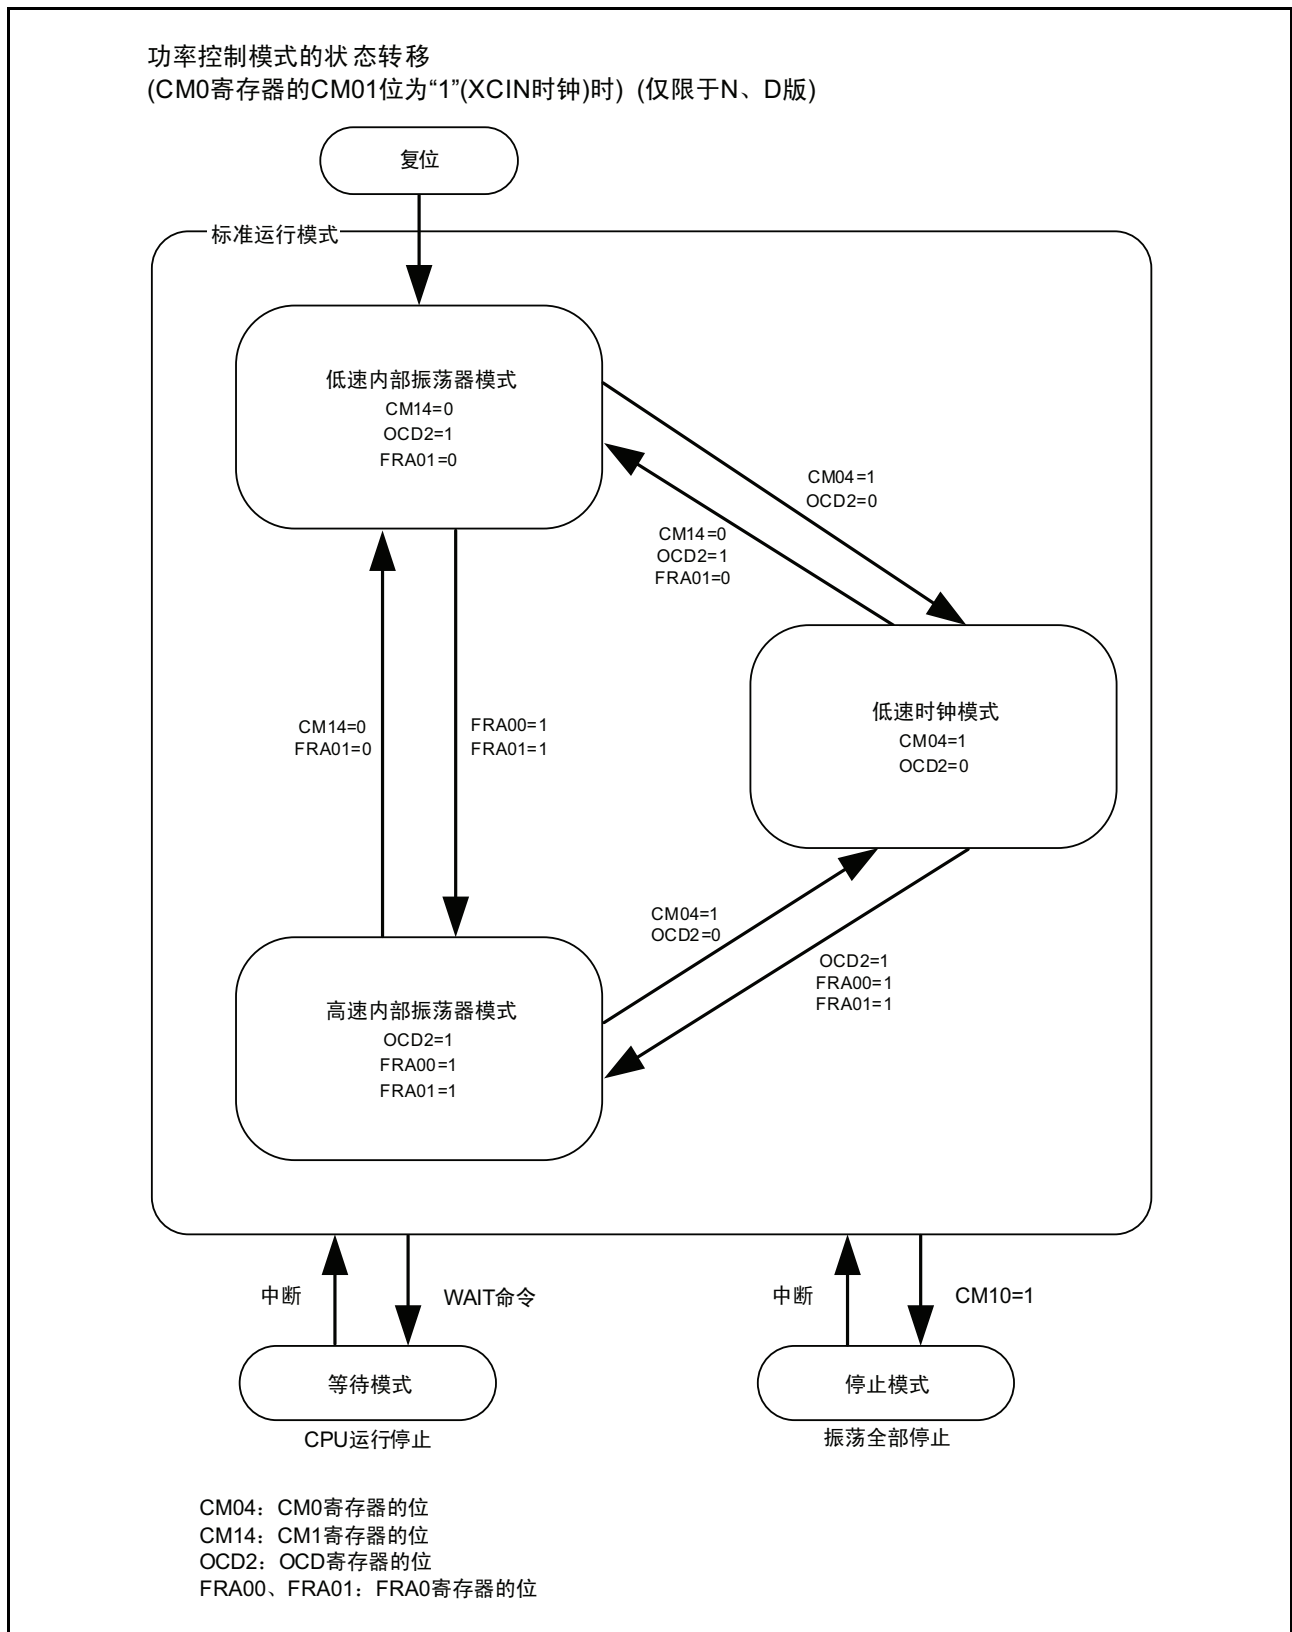 功率控制模式的状态转移
(CM0寄存器的CM01位为“1”(XCIN时钟)时) (仅限于N、D版)
复位
标准运行模式
低速内部振荡器模式
CM14=0
OCD2=1
FRA01=0
CM04=1
OCD2=0
CM14=0
OCD2=1
FRA01=0
低速时钟模式
CM04=1
OCD2=0
CM14=0
FRA01=0
FRA00=1
FRA01=1
CM04=1
OCD2=0
OCD2=1
FRA00=1
FRA01=1
高速内部振荡器模式
OCD2=1
FRA00=1
FRA01=1
中断
WAIT命令
中断
CM10=1
等待模式
停止模式
CPU运行停止
振荡全部停止
CM04：CM0寄存器的位
CM14：CM1寄存器的位
OCD2：OCD寄存器的位
FRA00、FRA01：FRA0寄存器的位